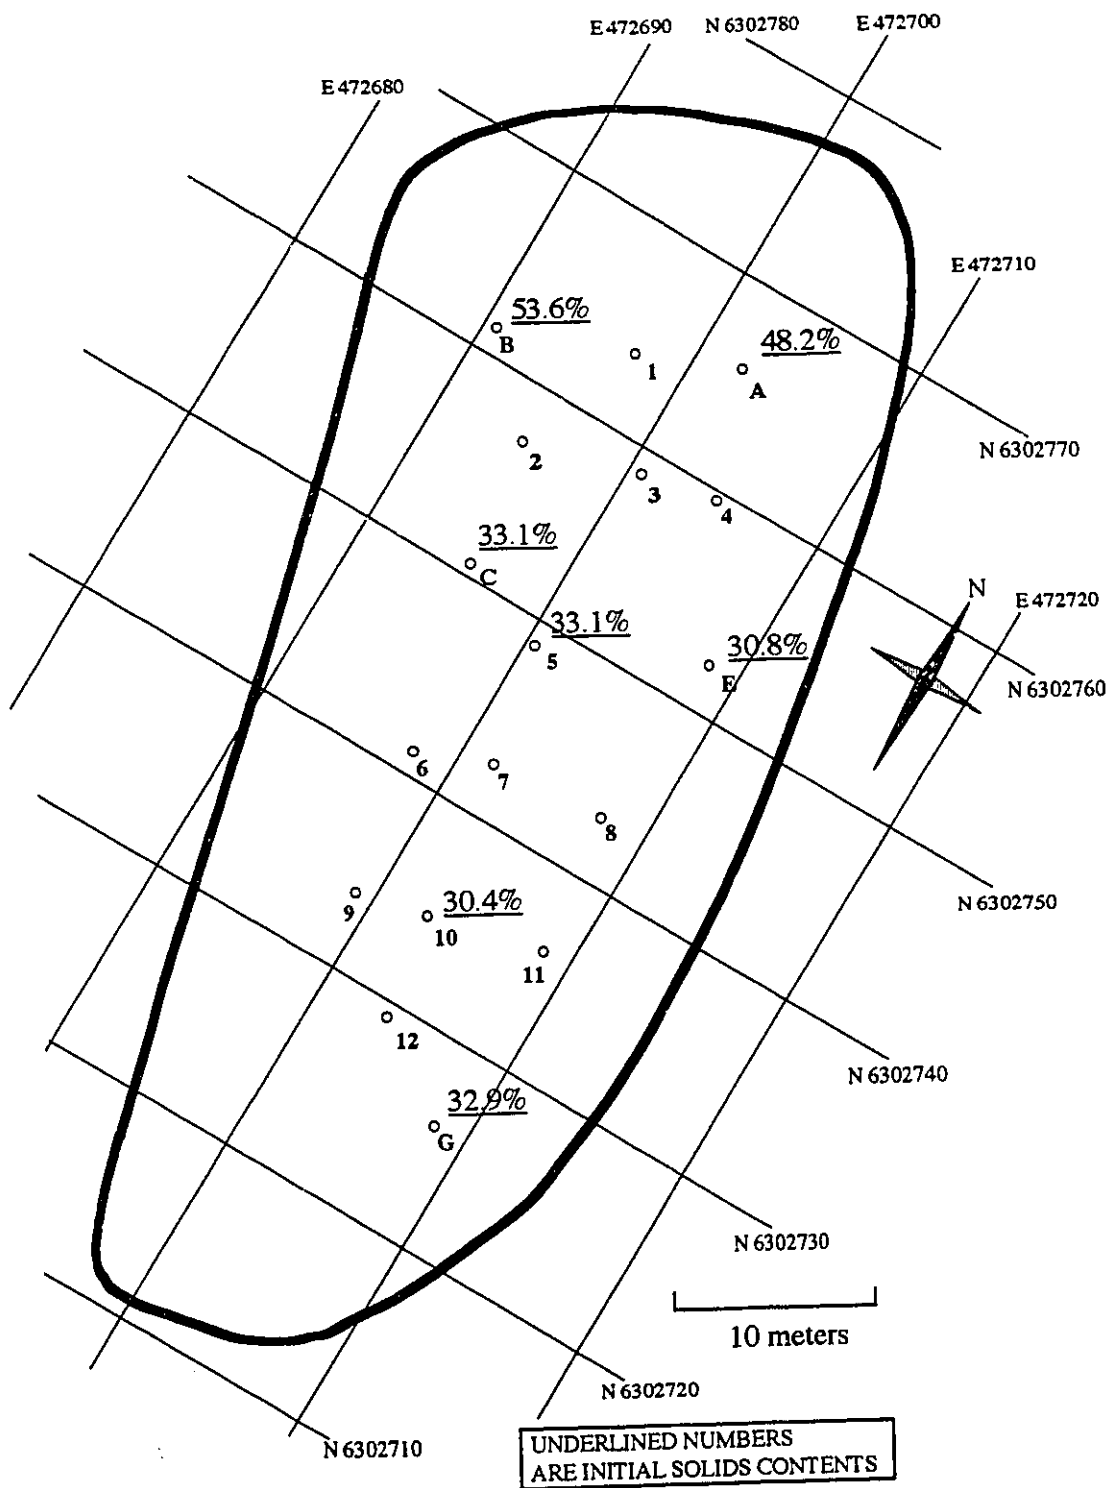 E 472690
N 6302780
E 472700
E 472680
E 472710
53.6%
B
1
48.2%
A
N 6302770
2
3
4
33.1%
C
N
E 472720
33.1%
5
30.8%
E
N 6302760
6
7
8
N 6302750
9
30.4%
10
11
12
N 6302740
32.9%
G
N 6302730
10 meters
N 6302720
N 6302710
UNDERLINED NUMBERS
ARE INITIAL SOLIDS CONTENTS